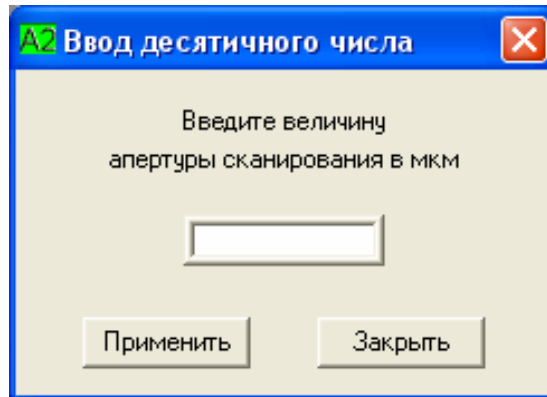 A2 Ввод десятичного числа
Введите величину
апертуры сканирования в мкм
Применить Закрыть